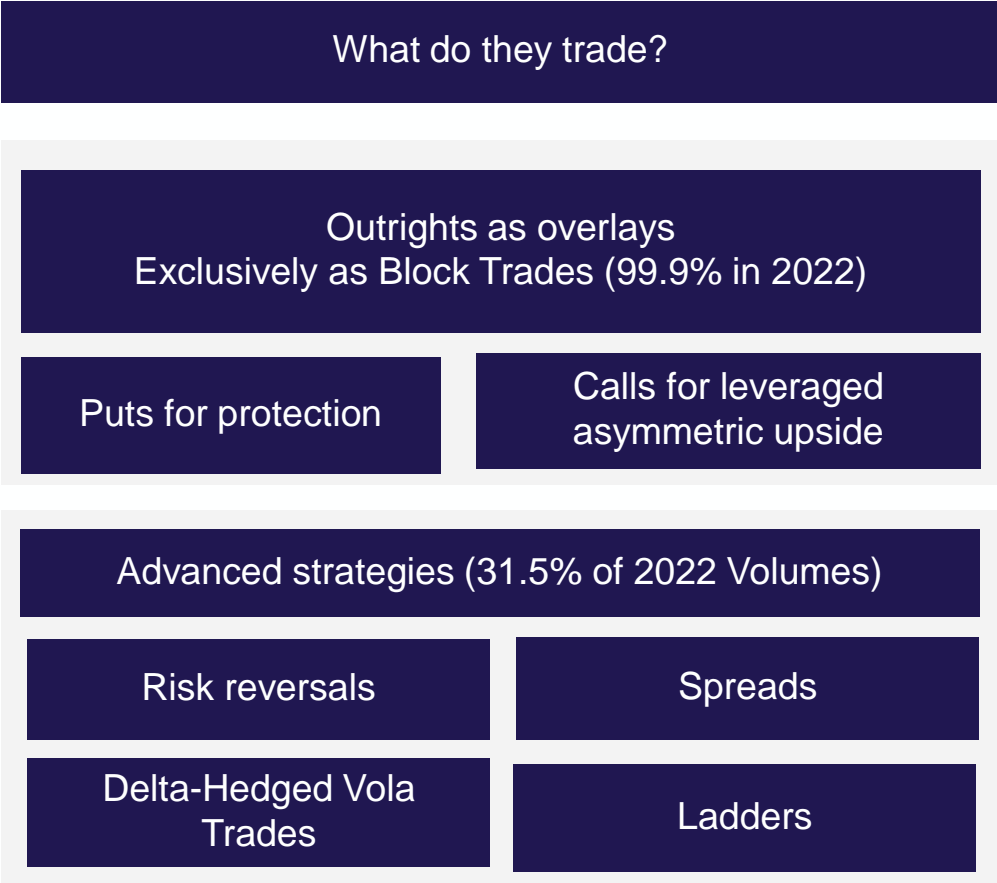 What do they trade?
Outrights as overlays
Exclusively as Block Trades (99.9% in 2022)
Puts for protection
Calls for leveraged
asymmetric upside
Advanced strategies (31.5% of 2022 Volumes)
Risk reversals
Spreads
Delta-Hedged Vola
Trades
Ladders